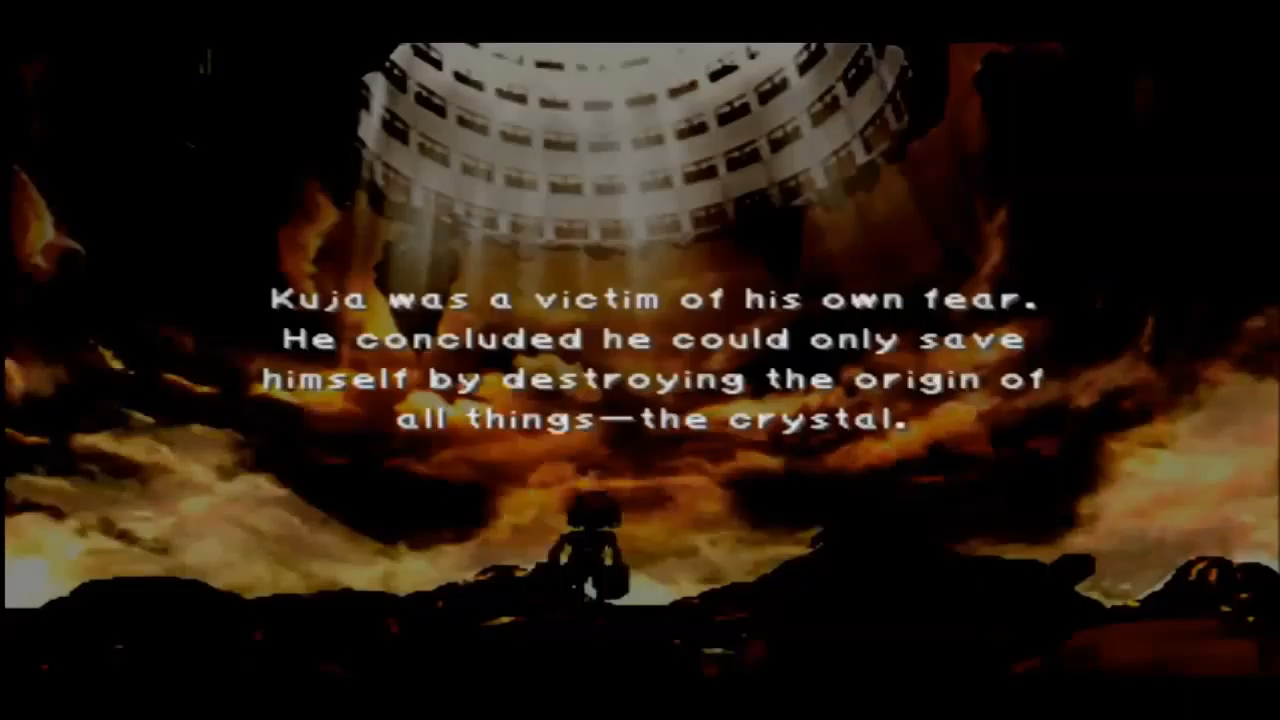 Kuja was a victim of his own fear.
He concluded he could only save
himself by destroying the origin of
all things—the crystal.